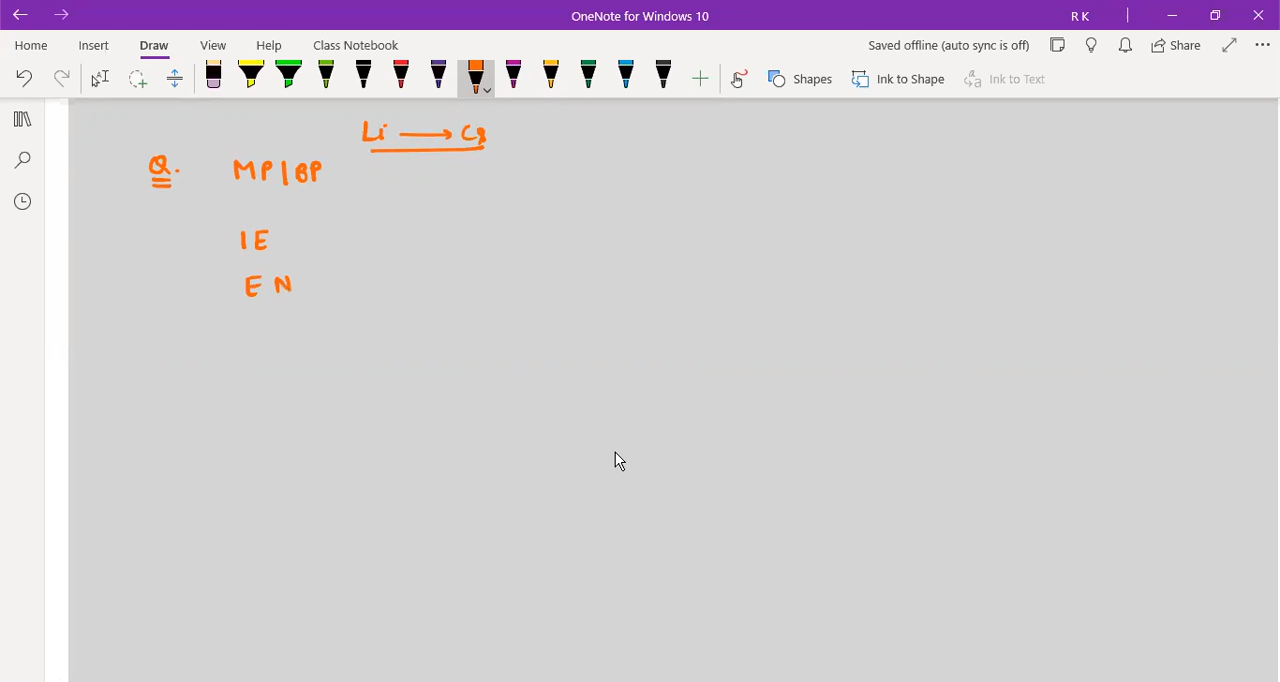 OneNote for Windows 10
R K
Home Insert Draw View Help Class Notebook
Saved offline (auto sync is off)
Share
Shapes
Ink to Shape
Ink to Text
Li → Cs
Q. MP|BP
IE
EN